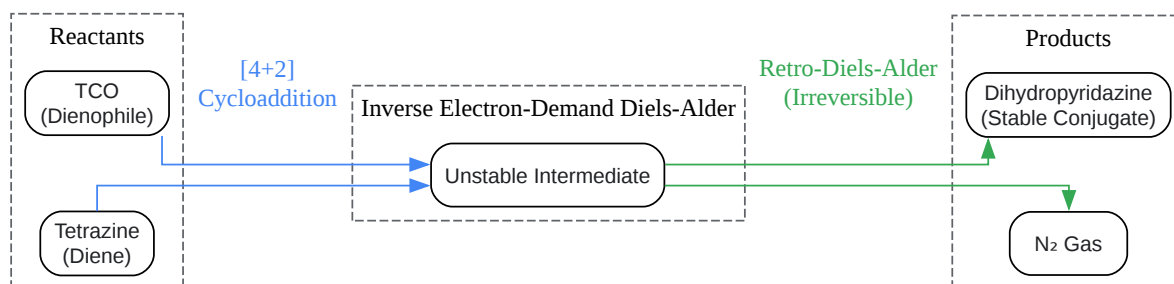 Reactants
TCO
(Dienophile)
Tetrazine
(Diene)
[4+2]
Cycloaddition
Inverse Electron-Demand Diels-Alder
Unstable Intermediate
Retro-Diels-Alder
(Irreversible)
Products
Dihydropyridazine
(Stable Conjugate)
N₂ Gas